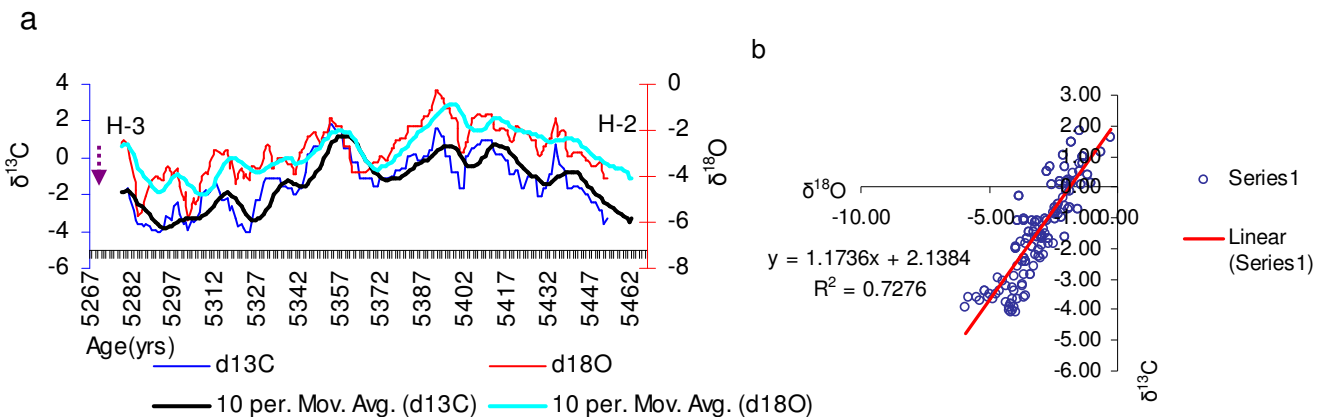 a
b
4
2
0
-2
-4
-6
δ13C
H-3
H-2
0
-2
-4
-6
-8
δ18O
5267
5282
5297
5312
5327
5342
5357
5372
5387
5402
5417
5432
5447
5462
Age(yrs)
d13C
d18O
10 per. Mov. Avg. (d13C)
10 per. Mov. Avg. (d18O)
3.00
2.00
1.00
0.00
-1.00
-2.00
-3.00
-4.00
-5.00
-6.00
δ18O
-10.00
-5.00
0.00
y = 1.1736x + 2.1384
R2 = 0.7276
δ13C
Series1
Linear
(Series1)